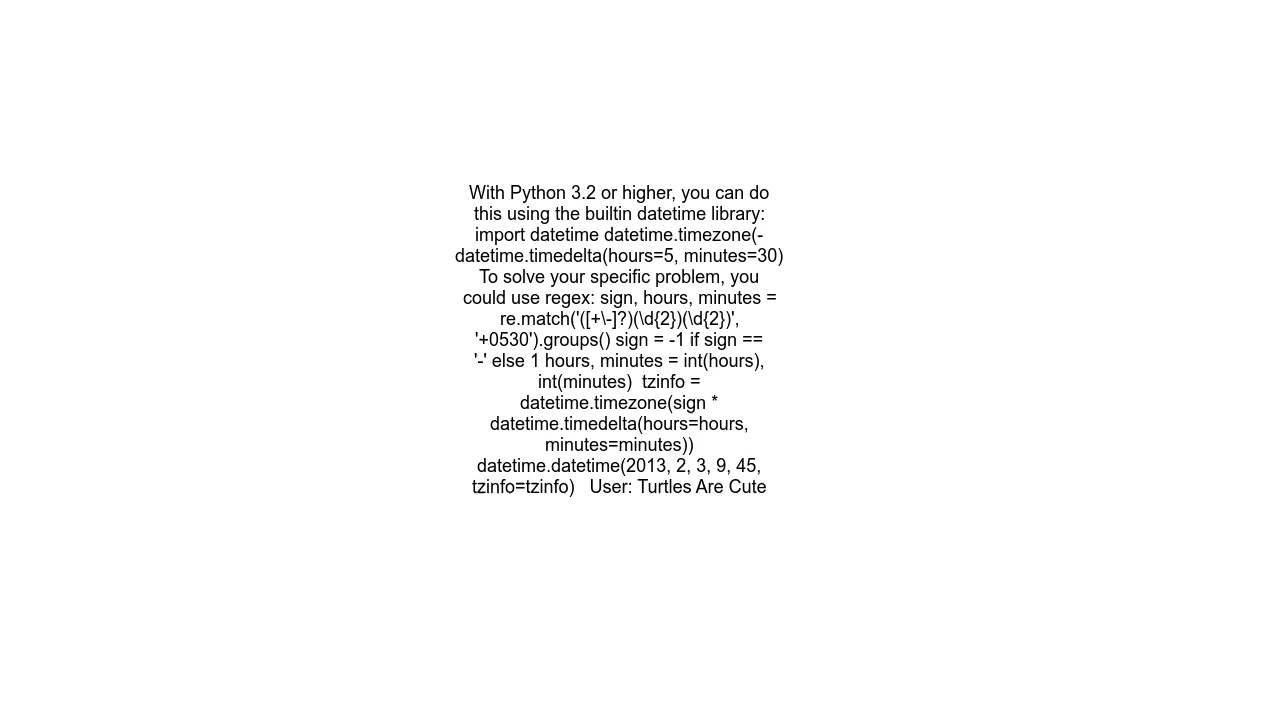 With Python 3.2 or higher, you can do
this using the builtin datetime library:
import datetime datetime.timezone(-
datetime.timedelta(hours=5, minutes=30)
To solve your specific problem, you
could use regex: sign, hours, minutes =
re.match('([+\-]?)(\d{2})(\d{2})',
'+0530').groups() sign = -1 if sign ==
'-' else 1 hours, minutes = int(hours),
int(minutes)  tzinfo =
datetime.timezone(sign *
datetime.timedelta(hours=hours,
minutes=minutes))
datetime.datetime(2013, 2, 3, 9, 45,
tzinfo=tzinfo)   User: Turtles Are Cute